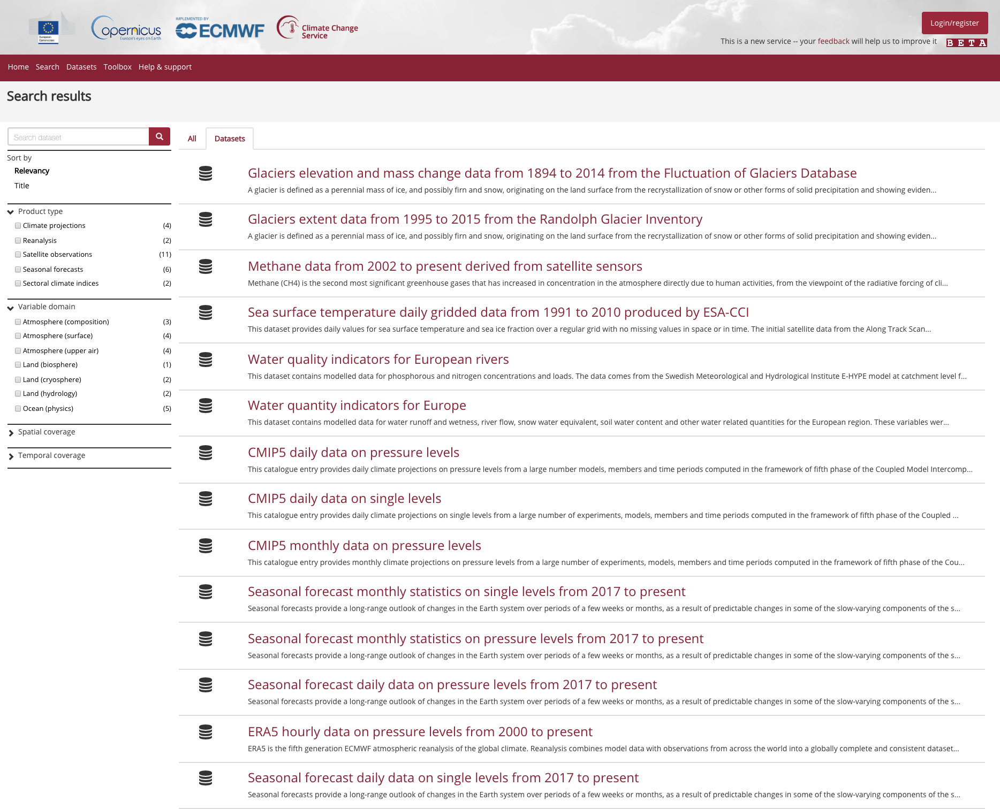 European
Commission
Copernicus
Europe's eyes on Earth
IMPLEMENTED BY
ECMWF
Climate Change
Service
Login/register
This is a new service -- your feedback will help us to improve it BETA
Home Search Datasets Toolbox Help & support
Search results
Search dataset
Sort by
Relevancy
Title
Product type
Climate projections (4)
Reanalysis (2)
Satellite observations (11)
Seasonal forecasts (6)
Sectoral climate indices (2)
Variable domain
Atmosphere (composition) (3)
Atmosphere (surface) (4)
Atmosphere (upper air) (4)
Land (biosphere) (1)
Land (cryosphere) (2)
Land (hydrology) (2)
Ocean (physics) (5)
Spatial coverage
Temporal coverage
All Datasets
Glaciers elevation and mass change data from 1894 to 2014 from the Fluctuation of Glaciers Database
A glacier is defined as a perennial mass of ice, and possibly firn and snow, originating on the land surface from the recrystallization of snow or other forms of solid precipitation and showing eviden...
Glaciers extent data from 1995 to 2015 from the Randolph Glacier Inventory
A glacier is defined as a perennial mass of ice, and possibly firn and snow, originating on the land surface from the recrystallization of snow or other forms of solid precipitation and showing eviden...
Methane data from 2002 to present derived from satellite sensors
Methane (CH4) is the second most significant greenhouse gases that has increased in concentration in the atmosphere directly due to human activities, from the viewpoint of the radiative forcing of cli...
Sea surface temperature daily gridded data from 1991 to 2010 produced by ESA-CCI
This dataset provides daily values for sea surface temperature and sea ice fraction over a regular grid with no missing values in space or in time. The initial satellite data from the Along Track Scan...
Water quality indicators for European rivers
This dataset contains modelled data for phosphorous and nitrogen concentrations and loads. The data comes from the Swedish Meteorological and Hydrological Institute E-HYPE model at catchment level f...
Water quantity indicators for Europe
This dataset contains modelled data for water runoff and wetness, river flow, snow water equivalent, soil water content and other water related quantities for the European region. These variables wer...
CMIP5 daily data on pressure levels
This catalogue entry provides daily climate projections on pressure levels from a large number models, members and time periods computed in the framework of fifth phase of the Coupled Model Intercomp...
CMIP5 daily data on single levels
This catalogue entry provides daily climate projections on single levels from a large number of experiments, models, members and time periods computed in the framework of fifth phase of the Coupled ...
CMIP5 monthly data on pressure levels
This catalogue entry provides monthly climate projections on pressure levels from a large number of experiments, models, members and time periods computed in the framework of fifth phase of the Cou...
Seasonal forecast monthly statistics on single levels from 2017 to present
Seasonal forecasts provide a long-range outlook of changes in the Earth system over periods of a few weeks or months, as a result of predictable changes in some of the slow-varying components of the s...
Seasonal forecast monthly statistics on pressure levels from 2017 to present
Seasonal forecasts provide a long-range outlook of changes in the Earth system over periods of a few weeks or months, as a result of predictable changes in some of the slow-varying components of the s...
Seasonal forecast daily data on pressure levels from 2017 to present
Seasonal forecasts provide a long-range outlook of changes in the Earth system over periods of a few weeks or months, as a result of predictable changes in some of the slow-varying components of the s...
ERA5 hourly data on pressure levels from 2000 to present
ERA5 is the fifth generation ECMWF atmospheric reanalysis of the global climate. Reanalysis combines model data with observations from across the world into a globally complete and consistent dataset...
Seasonal forecast daily data on single levels from 2017 to present
Seasonal forecasts provide a long-range outlook of changes in the Earth system over periods of a few weeks or months, as a result of predictable changes in some of the slow-varying components of the s...